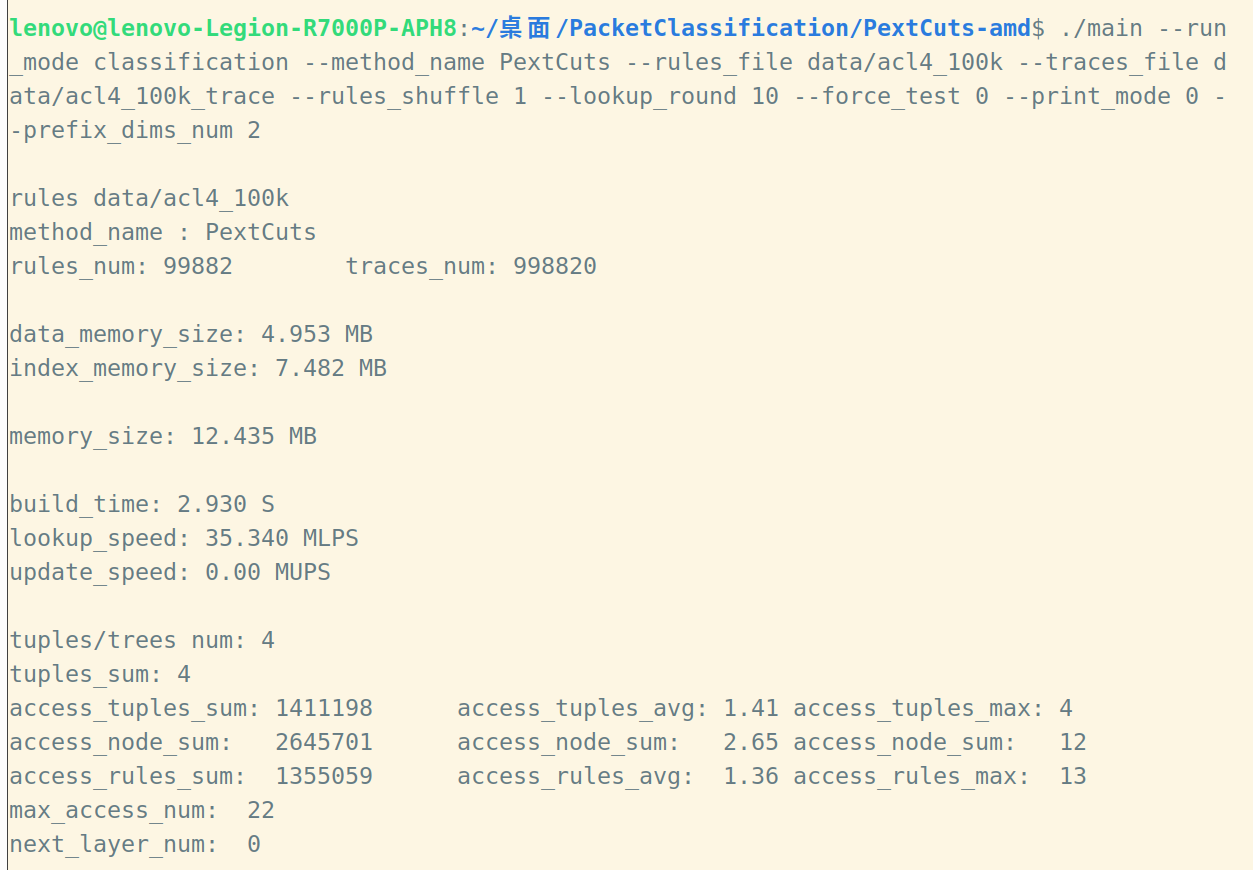 lenovo@lenovo-Legion-R7000P-APH8:~/桌面/PacketClassification/PextCuts-amd$ ./main --run
_mode classification --method_name PextCuts --rules_file data/acl4_100k --traces_file d
ata/acl4_100k_trace --rules_shuffle 1 --lookup_round 10 --force_test 0 --print_mode 0 -
-prefix_dims_num 2
rules data/acl4_100k
method_name : PextCuts
rules_num: 99882        traces_num: 998820
data_memory_size: 4.953 MB
index_memory_size: 7.482 MB
memory_size: 12.435 MB
build_time: 2.930 S
lookup_speed: 35.340 MLPS
update_speed: 0.00 MUPS
tuples/trees num: 4
tuples_sum: 4
access_tuples_sum: 1411198      access_tuples_avg: 1.41 access_tuples_max: 4
access_node_sum:   2645701      access_node_sum:   2.65 access_node_sum:   12
access_rules_sum:  1355059      access_rules_avg:  1.36 access_rules_max:  13
max_access_num:  22
next_layer_num:  0